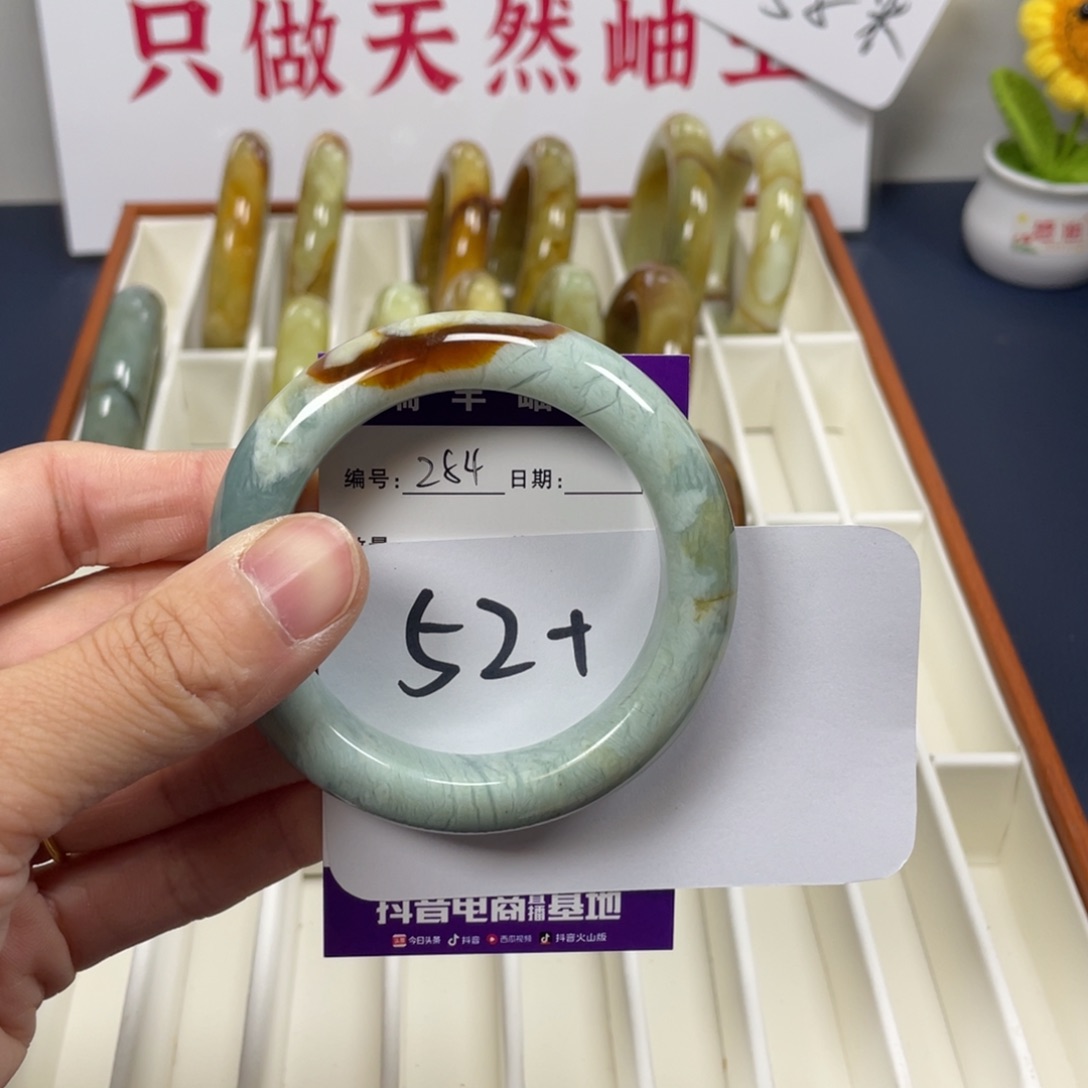 只做天然岫玉
编号: 284 日期:
52+
抖音电商直播基地
今日头条 抖音 西瓜视频 抖音火山版